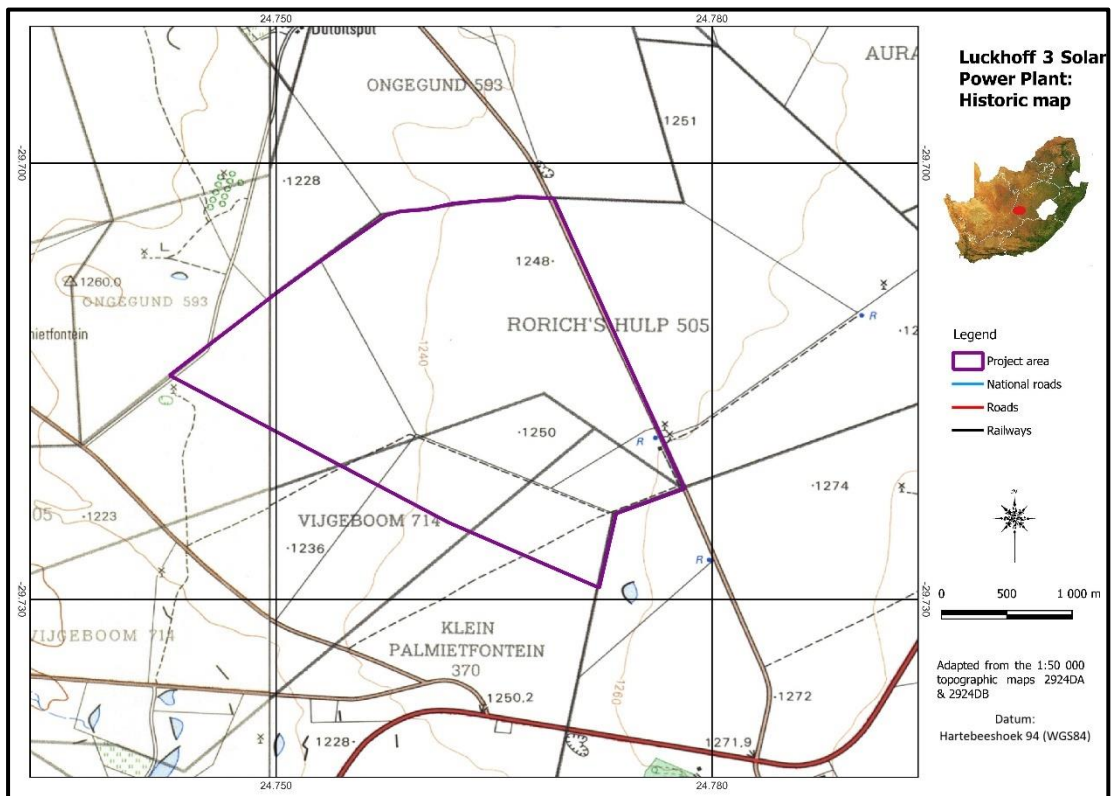 24.750
24.780
Dutoitsput
ONGEGUND 593
AURA
1251
-29.700
-29.700
1228
1248
1260,0
ONGEGUND 593
RORICH'S HULP 505
R
12
mietfontein
1240
1250
R
1274
05
1223
VIJGEBOOM 714
1236
R
-29.730
-29.730
VIJGEBOOM 714
KLEIN
PALMIETFONTEIN
370
1260
1250,2
1272
1228
1271,9
24.750
24.780
Luckhoff 3 Solar
Power Plant:
Historic map
Legend
Project area
National roads
Roads
Railways
0 500 1 000 m
Adapted from the 1:50 000
topographic maps 2924DA
& 2924DB
Datum:
Hartebeeshoek 94 (WGS84)